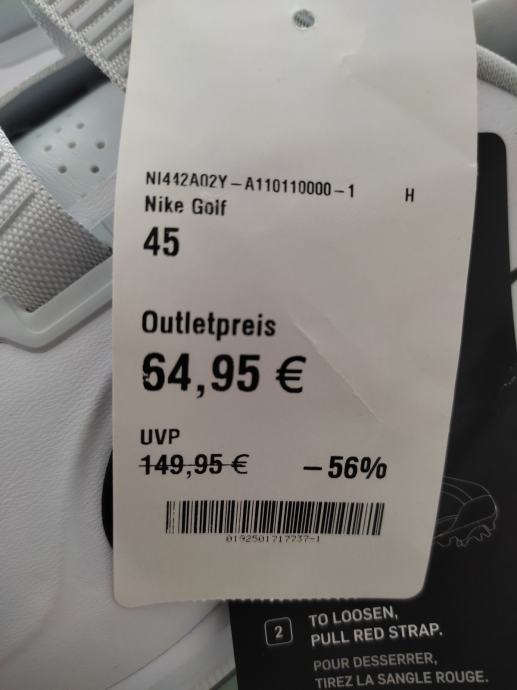 NI442A02Y-A110110000-1 H
Nike Golf
45
Outletpreis
64,95 €
UVP
149,95 €
-56%
0192501717737-1
2
TO LOOSEN,
PULL RED STRAP.
POUR DESSERRER,
TIREZ LA SANGLE ROUGE.